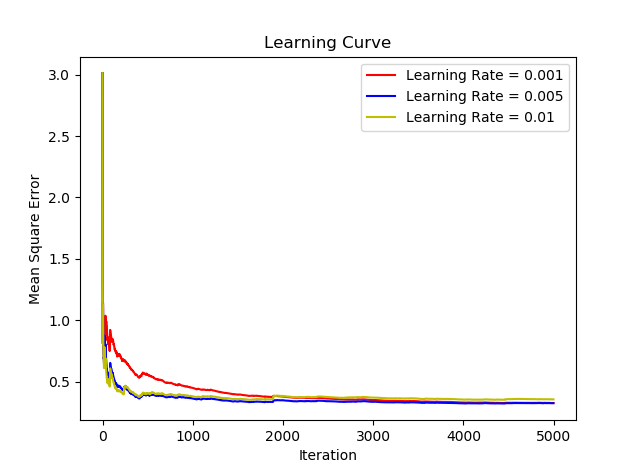 Learning Curve
3.0
2.5
2.0
1.5
1.0
0.5
Mean Square Error
Learning Rate = 0.001
Learning Rate = 0.005
Learning Rate = 0.01
0
1000
2000
3000
4000
5000
Iteration